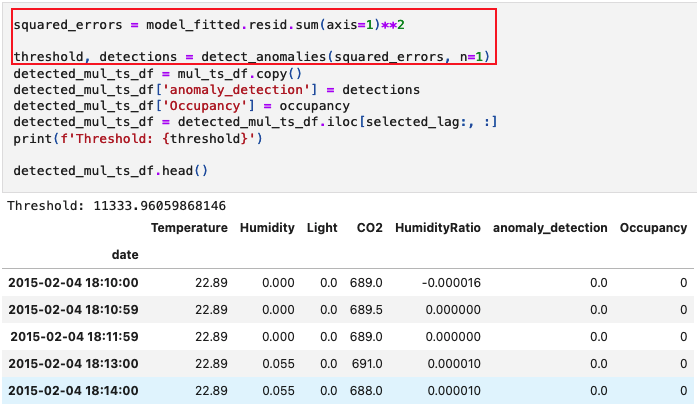 squared_errors = model_fitted.resid.sum(axis=1)**2
threshold, detections = detect_anomalies(squared_errors, n=1)
detected_mul_ts_df = mul_ts_df.copy()
detected_mul_ts_df['anomaly_detection'] = detections
detected_mul_ts_df['Occupancy'] = occupancy
detected_mul_ts_df = detected_mul_ts_df.iloc[selected_lag:, :]
print(f'Threshold: {threshold}')
detected_mul_ts_df.head()
Threshold: 11333.96059868146
Temperature Humidity Light CO2 HumidityRatio anomaly_detection Occupancy
date
2015-02-04 18:10:00 22.89 0.000 0.0 689.0 -0.000016 0.0 0
2015-02-04 18:10:59 22.89 0.000 0.0 689.5 0.000000 0.0 0
2015-02-04 18:11:59 22.89 0.000 0.0 689.0 0.000000 0.0 0
2015-02-04 18:13:00 22.89 0.055 0.0 691.0 0.000010 0.0 0
2015-02-04 18:14:00 22.89 0.055 0.0 688.0 0.000010 0.0 0